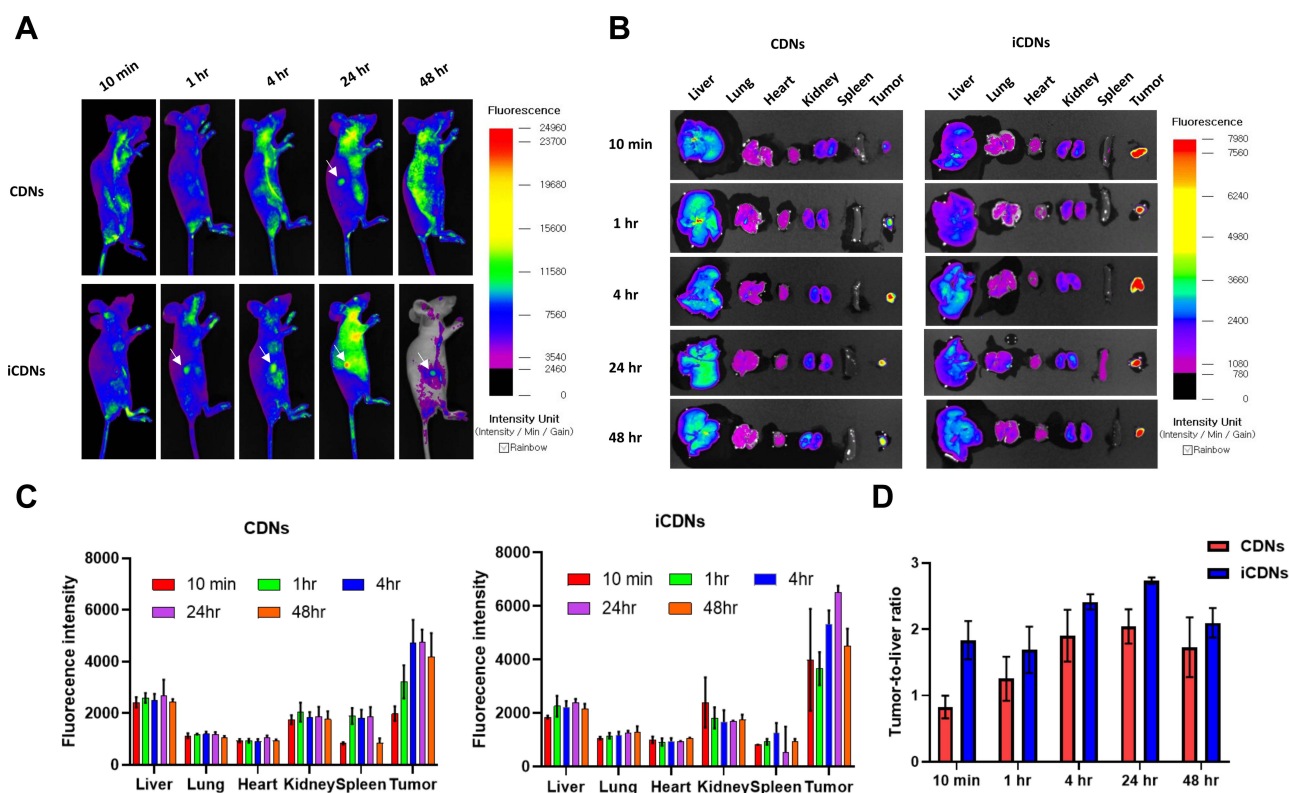 A
10 min
1 hr
4 hr
24 hr
48 hr
CDNs
iCDNs
Fluorescence
24960
23700
19680
15600
11580
7560
3540
2460
0
Intensity Unit
(Intensity / Min / Gain)
Rainbow
B
CDNs
iCDNs
Liver
Lung
Heart
Kidney
Spleen
Tumor
Liver
Lung
Heart
Kidney
Spleen
Tumor
10 min
1 hr
4 hr
24 hr
48 hr
Fluorescence
7980
7560
6240
4980
3660
2400
1080
780
0
Intensity Unit
(Intensity / Min / Gain)
Rainbow
C
CDNs
Fluorecence intensity
8000
6000
4000
2000
0
10 min
1hr
4hr
24hr
48hr
Liver
Lung
Heart
Kidney
Spleen
Tumor
iCDNs
Fluorecence intensity
8000
6000
4000
2000
0
10 min
1hr
4hr
24hr
48hr
Liver
Lung
Heart
Kidney
Spleen
Tumor
D
CDNs
iCDNs
Tumor-to-liver ratio
3
2
1
0
10 min
1 hr
4 hr
24 hr
48 hr